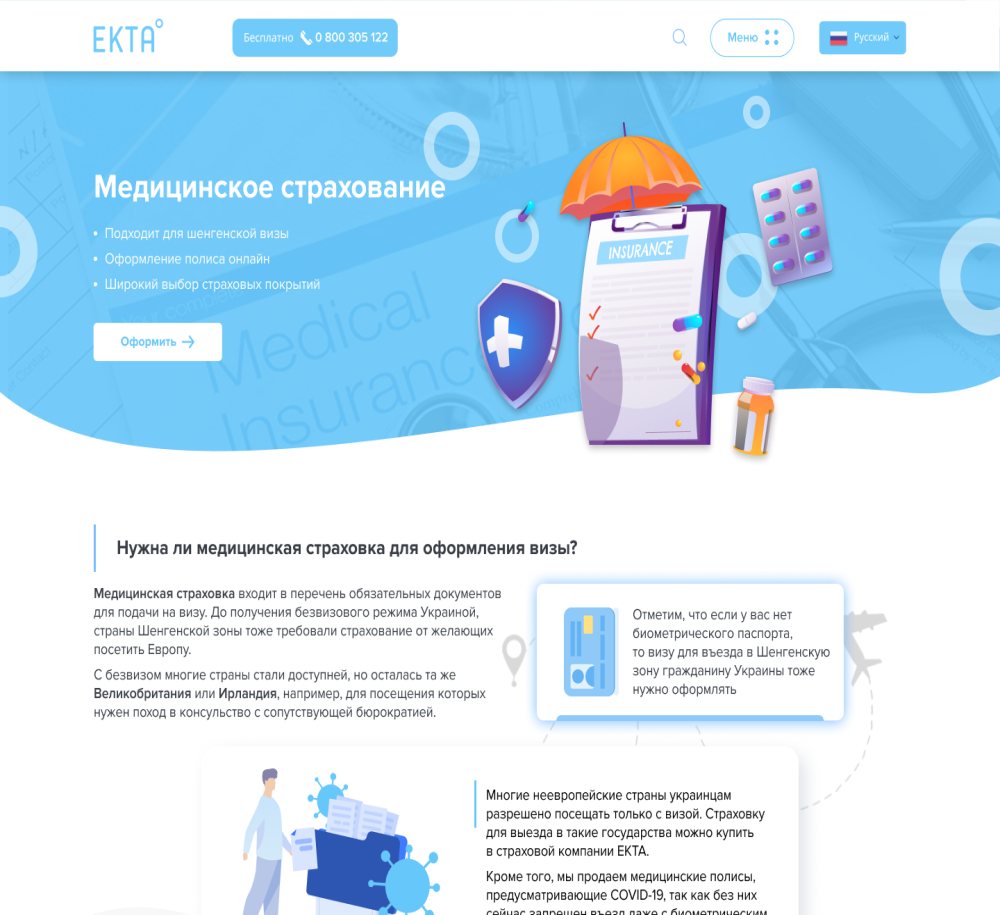 EKTA°
Бесплатно 0 800 305 122
Меню
Русский
Медицинское страхование
• Подходит для шенгенской визы
• Оформление полиса онлайн
• Широкий выбор страховых покрытий
Оформить →
Medical
Insurance
INSURANCE
Нужна ли медицинская страховка для оформления визы?
Медицинская страховка входит в перечень обязательных документов
для подачи на визу. До получения безвизового режима Украиной,
страны Шенгенской зоны тоже требовали страхование от желающих
посетить Европу.
С безвизом многие страны стали доступней, но осталась та же
Великобритания или Ирландия, например, для посещения которых
нужен поход в консульство с сопутствующей бюрократией.
Отметим, что если у вас нет
биометрического паспорта,
то визу для въезда в Шенгенскую
зону гражданину Украины тоже
нужно оформлять
Многие неевропейские страны украинцам
разрешено посещать только с визой. Страховку
для выезда в такие государства можно купить
в страховой компании ЕКТА.
Кроме того, мы продаем медицинские полисы,
предусматривающие COVID-19, так как без них
сейчас запрещен въезд даже с биометрическим